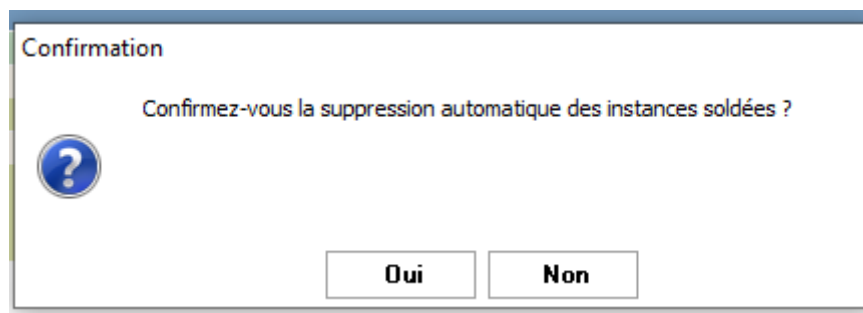 Confirmation
Confirmez-vous la suppression automatique des instances soldées ?
Oui Non